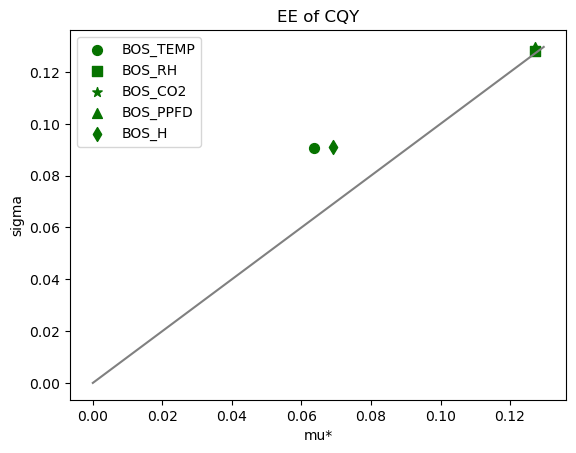 EE of CQY
BOS_TEMP
BOS_RH
BOS_CO2
BOS_PPFD
BOS_H
sigma
0.12
0.10
0.08
0.06
0.04
0.02
0.00
0.00 0.02 0.04 0.06 0.08 0.10 0.12
mu*